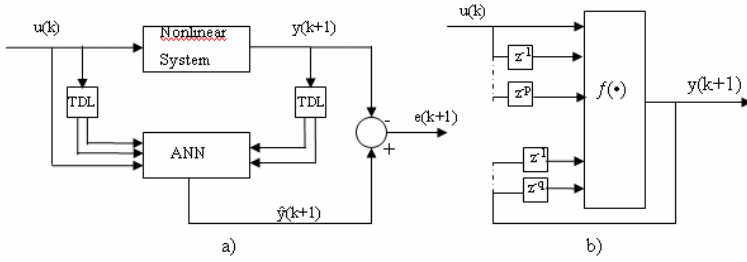 u(k)
Nonlinear
System
y(k+1)
TDL
TDL
ANN
-
+
e(k+1)
ŷ(k+1)
a)
u(k)
z-1
z-p
f(•)
y(k+1)
z-1
z-q
b)